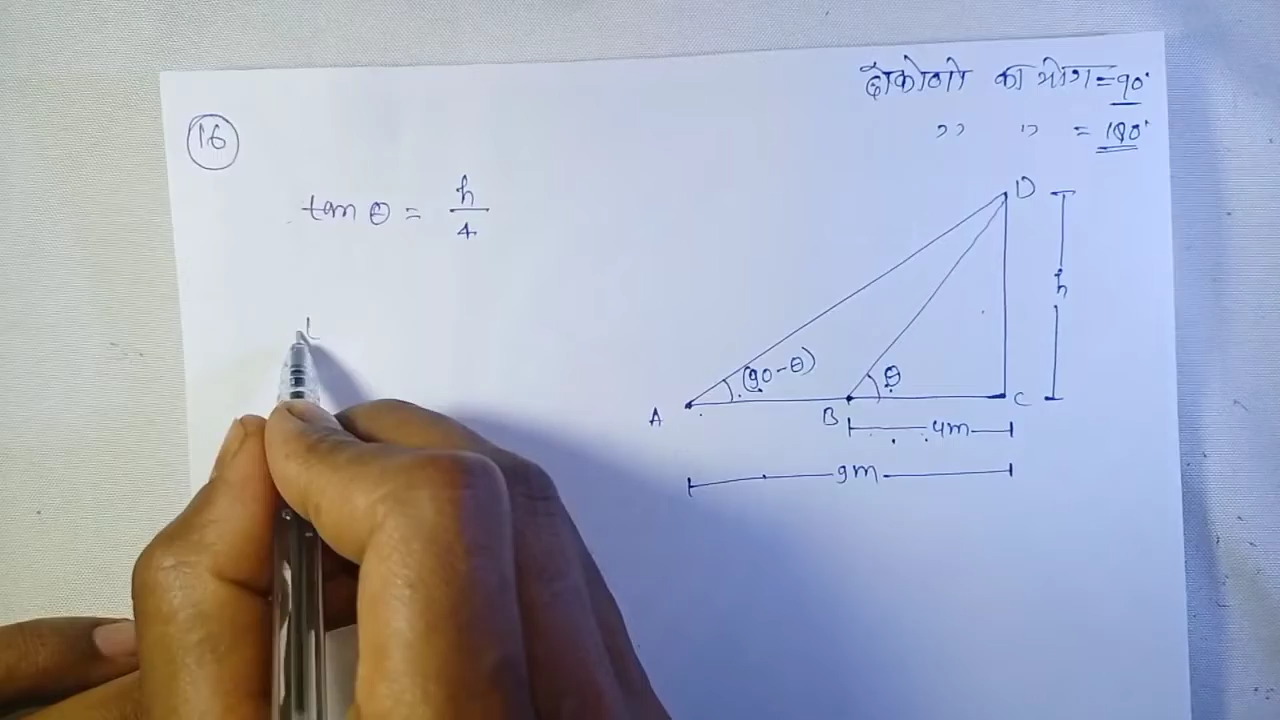 दोकोणो का योग = 90°
,, ,, = 180°
16
tan θ = h/4
D
h
(90-θ)
θ
A
B
C
4m
9m